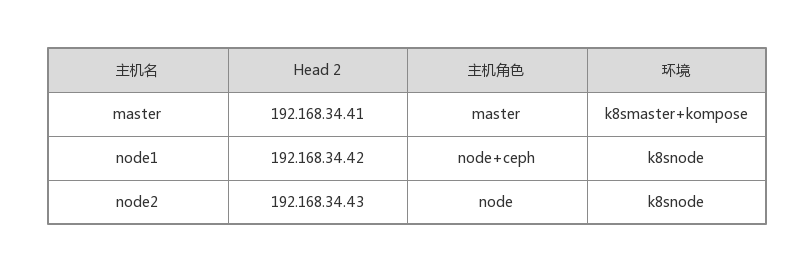 主机名 Head 2 主机角色 环境
master 192.168.34.41 master k8smaster+kompose
node1 192.168.34.42 node+ceph k8snode
node2 192.168.34.43 node k8snode